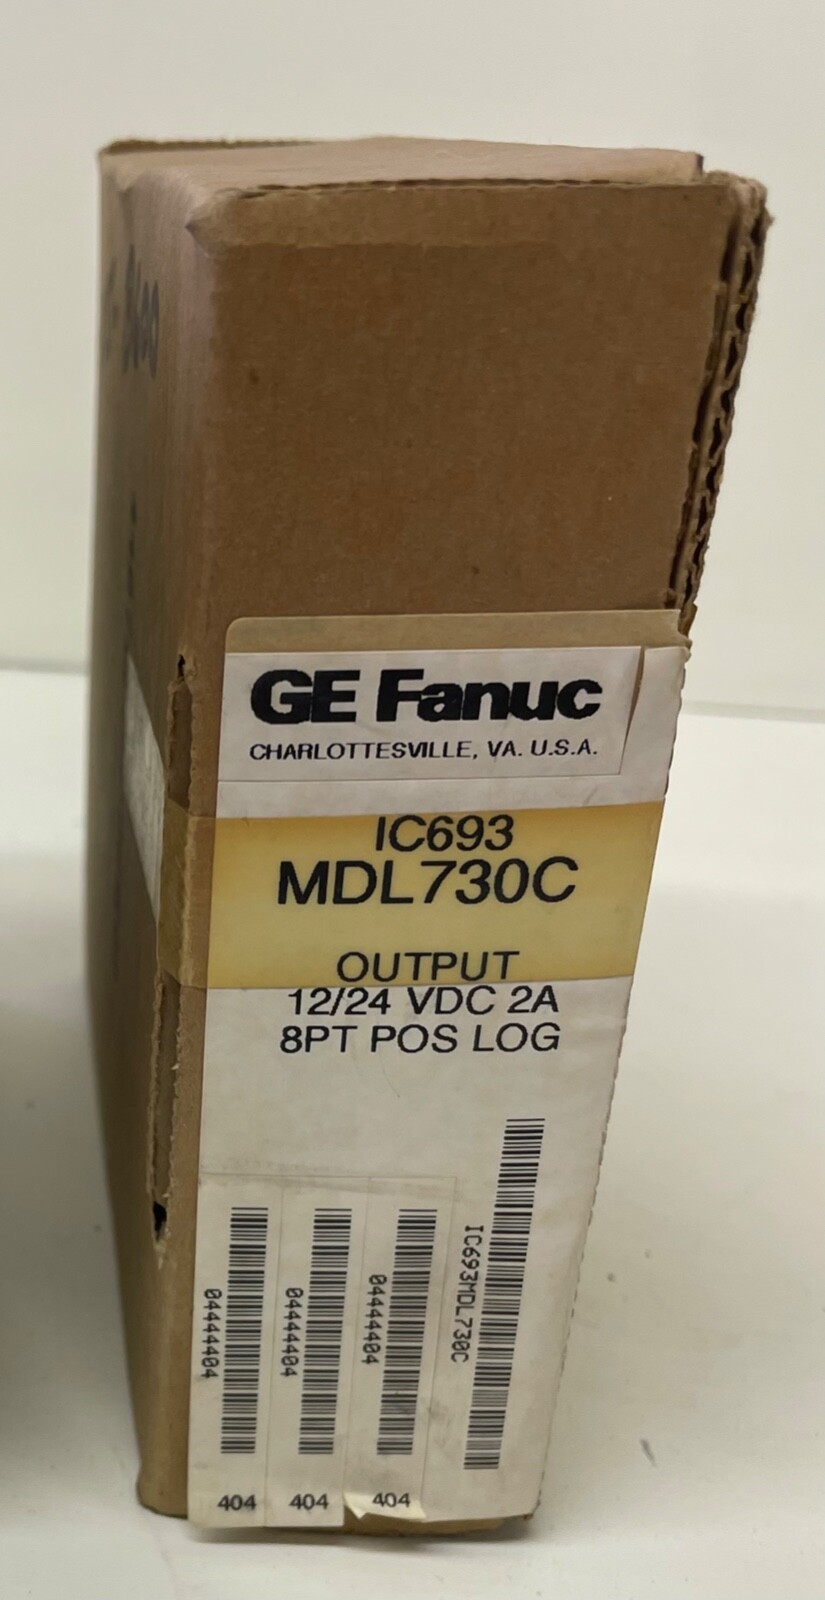 GE Fanuc
CHARLOTTESVILLE, VA. U.S.A.
IC693
MDL730C
OUTPUT
12/24 VDC 2A
8PT POS LOG
IC693MDL730C
04444404
04444404
04444404
404
404
404